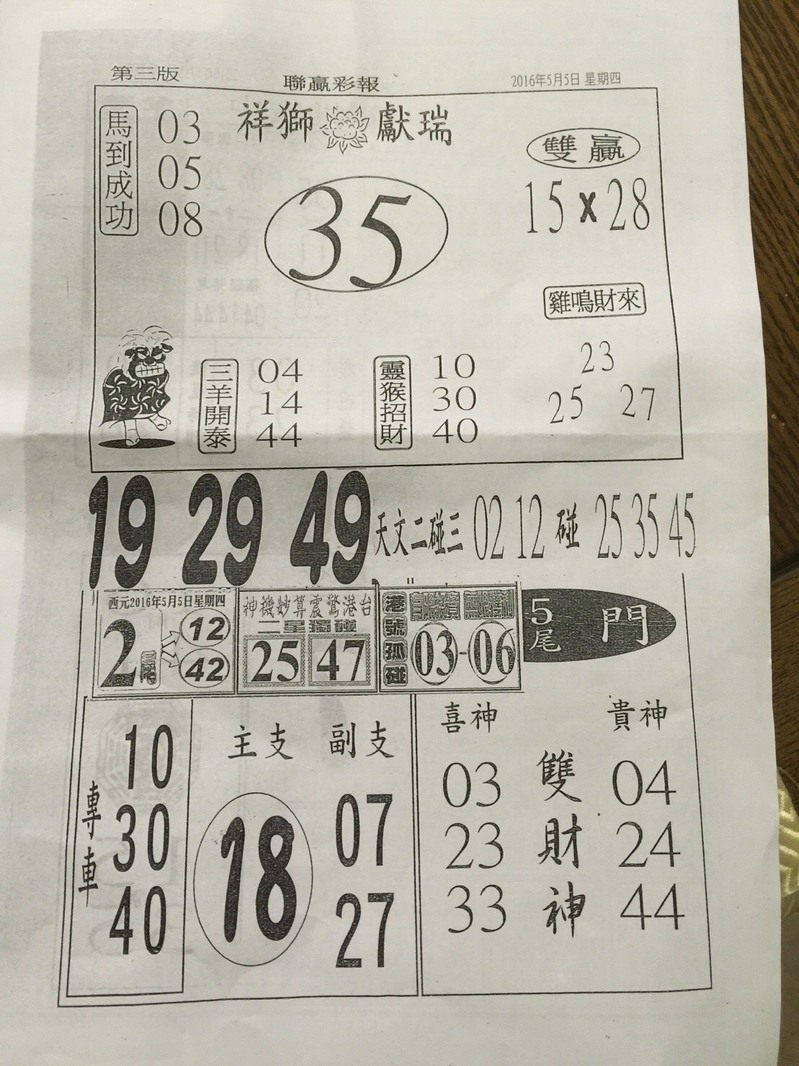 第三版
聯贏彩報
2016年5月5日 星期四
馬到成功
03
05
08
祥獅獻瑞
35
雙贏
15 x 28
雞鳴財來
23
25 27
三羊開泰
04
14
44
靈猴招財
10
30
40
19 29 49
天文二碰三 02 12 碰 25 35 45
西元2016年5月5日星期四
2尾
12
42
神機妙算震驚港台
二星獨碰
25 47
港號孤碰
03-06
5尾 門
專車
10
30
40
主支 副支
18
07
27
喜神 貴神
03 雙 04
23 財 24
33 神 44